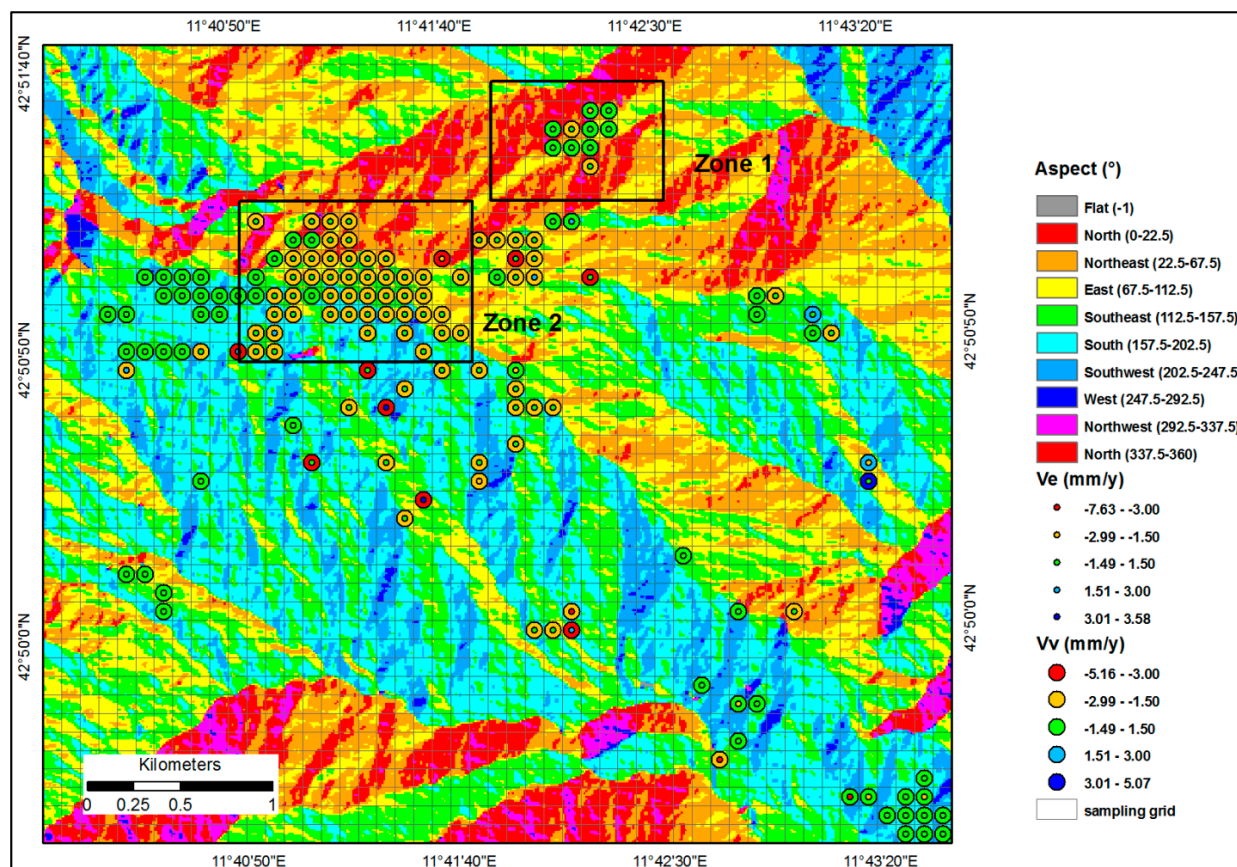 11°40'50"E 11°41'40"E 11°42'30"E 11°43'20"E
42°51'40"N
42°50'50"N
42°50'0"N
42°50'50"N
42°50'0"N
Zone 1
Zone 2
Kilometers
0 0.25 0.5 1
11°40'50"E 11°41'40"E 11°42'30"E 11°43'20"E
Aspect (°)
Flat (-1)
North (0-22.5)
Northeast (22.5-67.5)
East (67.5-112.5)
Southeast (112.5-157.5)
South (157.5-202.5)
Southwest (202.5-247.5)
West (247.5-292.5)
Northwest (292.5-337.5)
North (337.5-360)
Ve (mm/y)
-7.63 - -3.00
-2.99 - -1.50
-1.49 - 1.50
1.51 - 3.00
3.01 - 3.58
Vv (mm/y)
-5.16 - -3.00
-2.99 - -1.50
-1.49 - 1.50
1.51 - 3.00
3.01 - 5.07
sampling grid